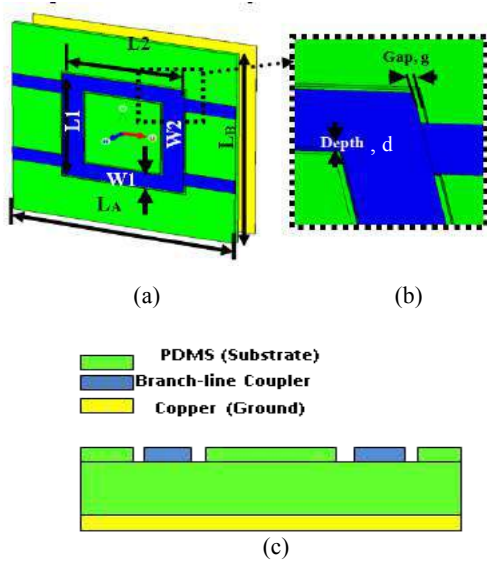 L2
L1
W2
W1
LB
LA
Gap, g
Depth, d
(a)
(b)
PDMS (Substrate)
Branch-line Coupler
Copper (Ground)
(c)